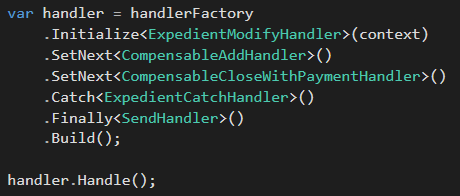 var handler = handlerFactory
.Initialize<ExpedientModifyHandler>(context)
.SetNext<CompensableAddHandler>()
.SetNext<CompensableCloseWithPaymentHandler>()
.Catch<ExpedientCatchHandler>()
.Finally<SendHandler>()
.Build();
handler.Handle();